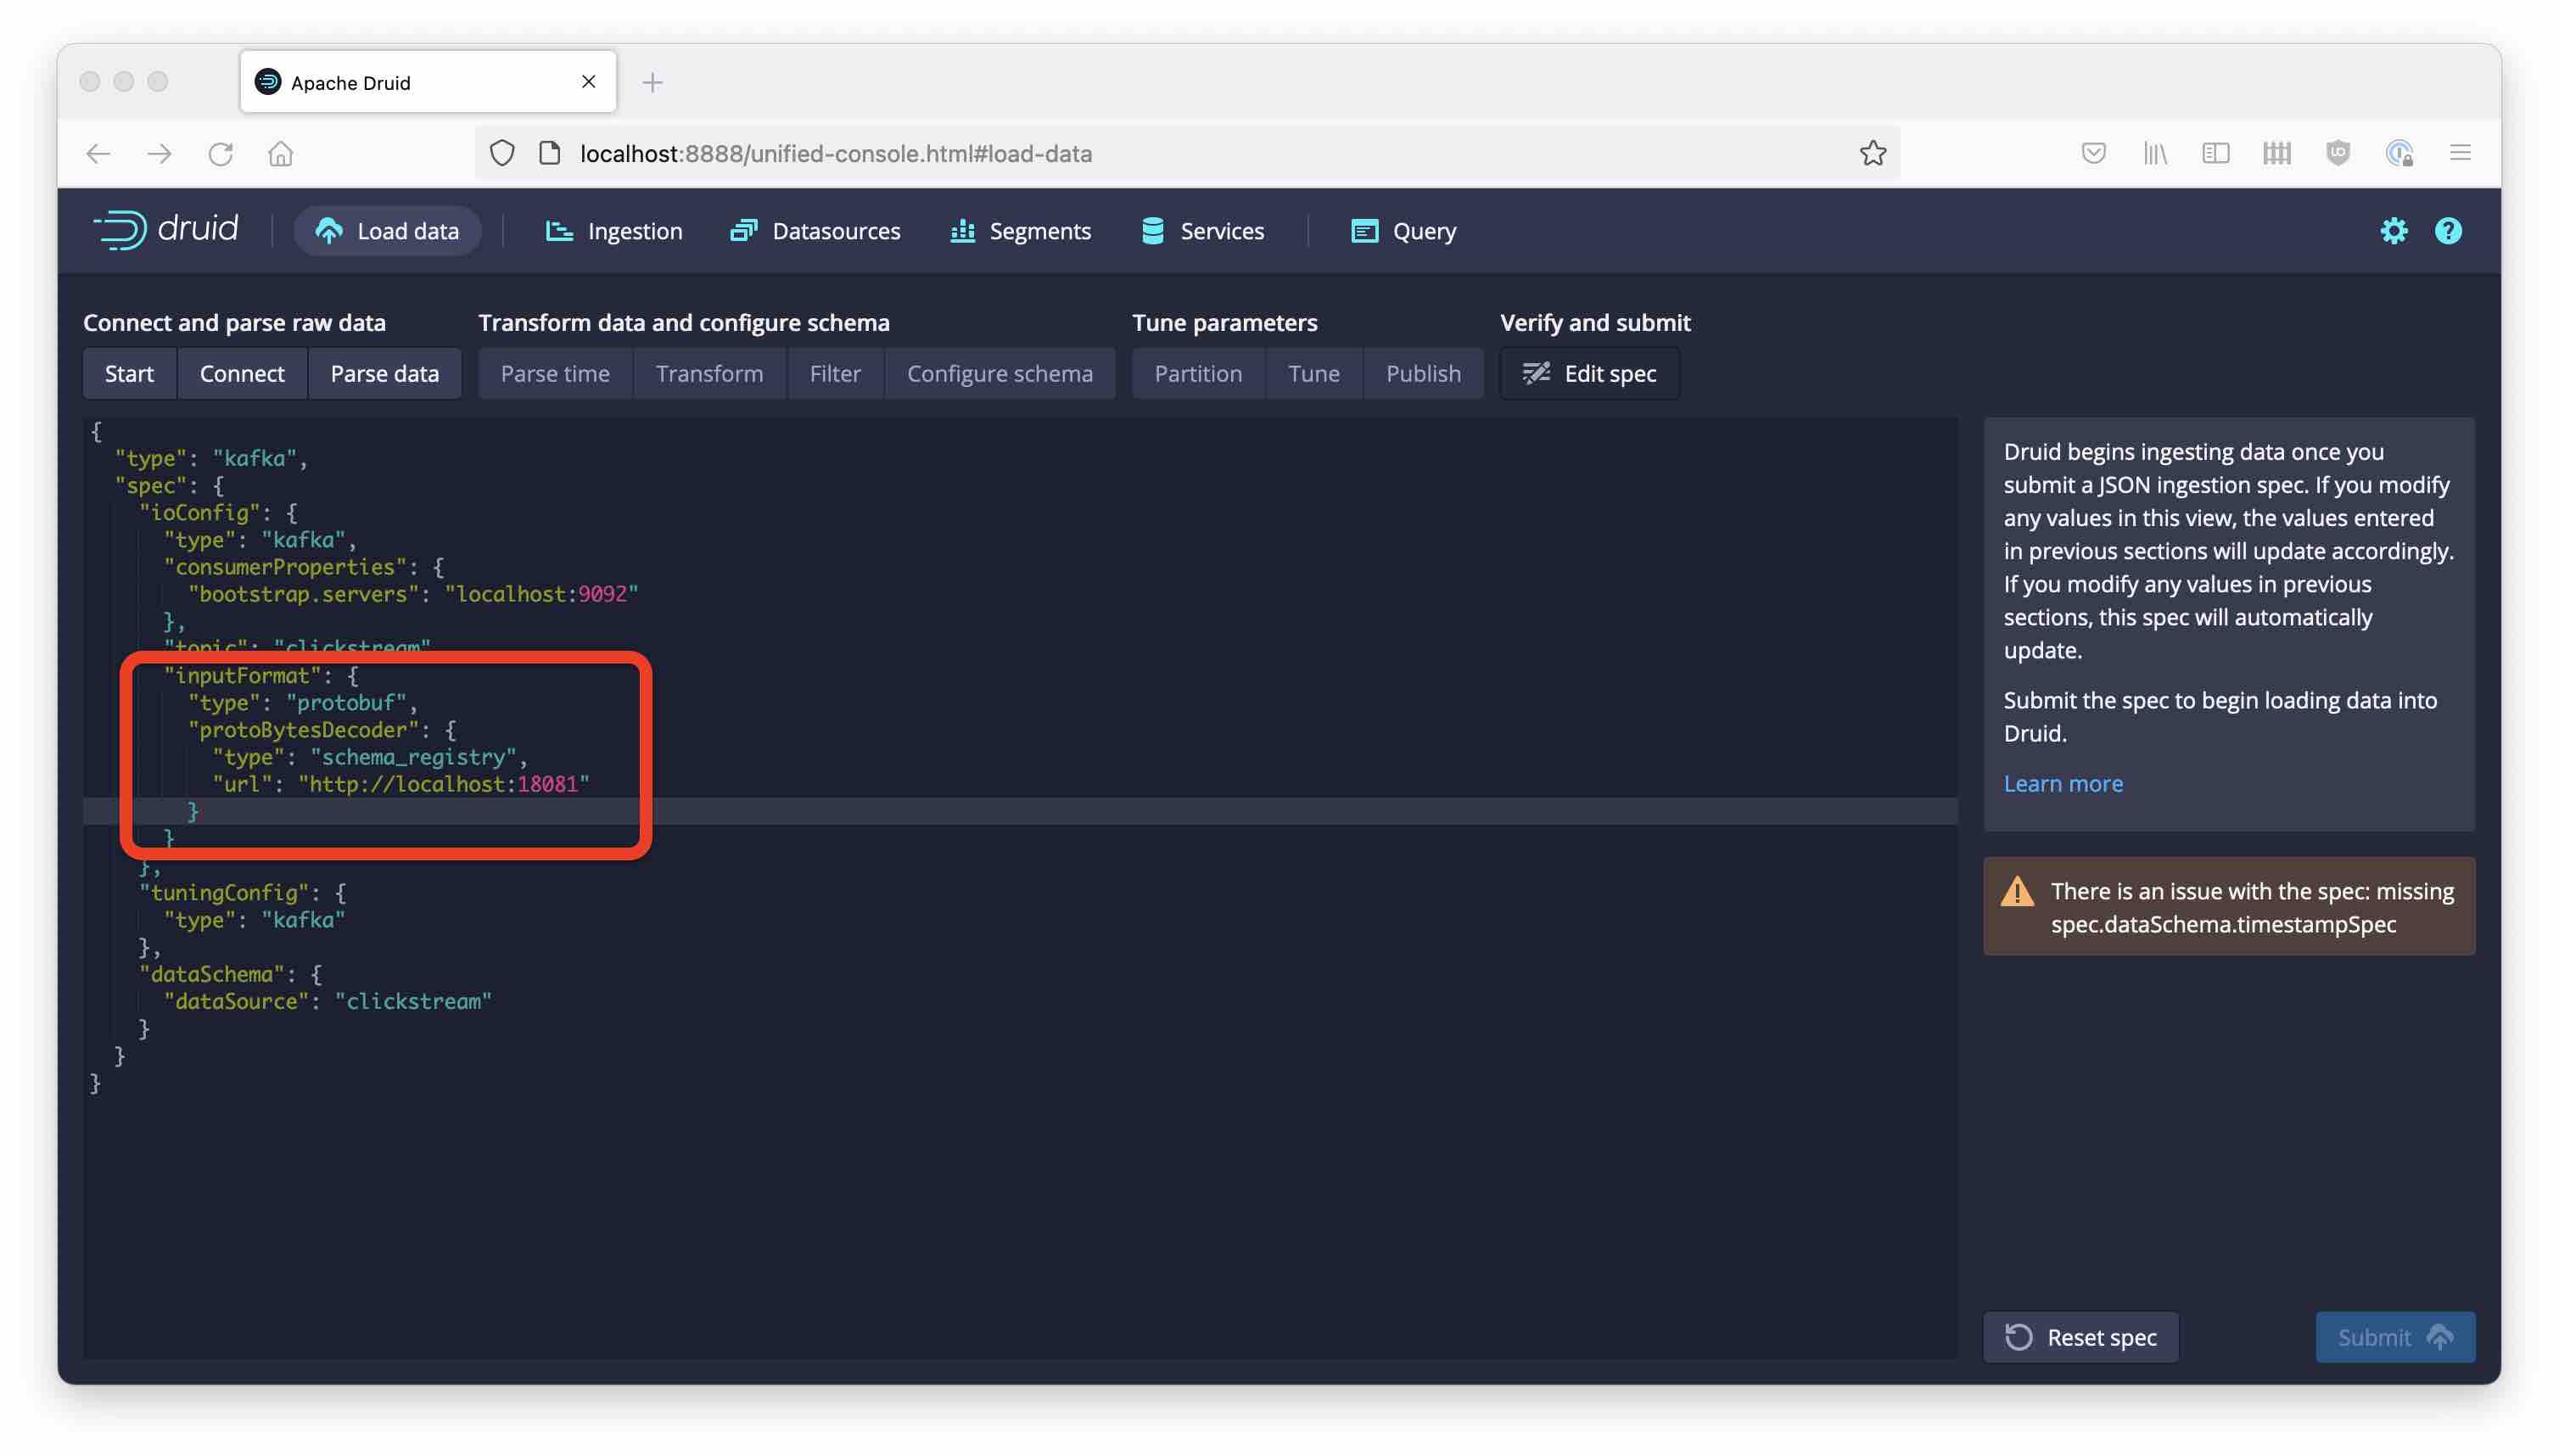 Apache Druid
localhost:8888/unified-console.html#load-data
druid Load data Ingestion Datasources Segments Services Query
Connect and parse raw data Transform data and configure schema Tune parameters Verify and submit
Start Connect Parse data Parse time Transform Filter Configure schema Partition Tune Publish Edit spec
{
"type": "kafka",
"spec": {
"ioConfig": {
"type": "kafka",
"consumerProperties": {
"bootstrap.servers": "localhost:9092"
},
"topic": "clickstream"
"inputFormat": {
"type": "protobuf",
"protoBytesDecoder": {
"type": "schema_registry",
"url": "http://localhost:18081"
}
}
},
"tuningConfig": {
"type": "kafka"
},
"dataSchema": {
"dataSource": "clickstream"
}
}
}
Druid begins ingesting data once you
submit a JSON ingestion spec. If you modify
any values in this view, the values entered
in previous sections will update accordingly.
If you modify any values in previous
sections, this spec will automatically
update.
Submit the spec to begin loading data into
Druid.
Learn more
There is an issue with the spec: missing
spec.dataSchema.timestampSpec
Reset spec Submit